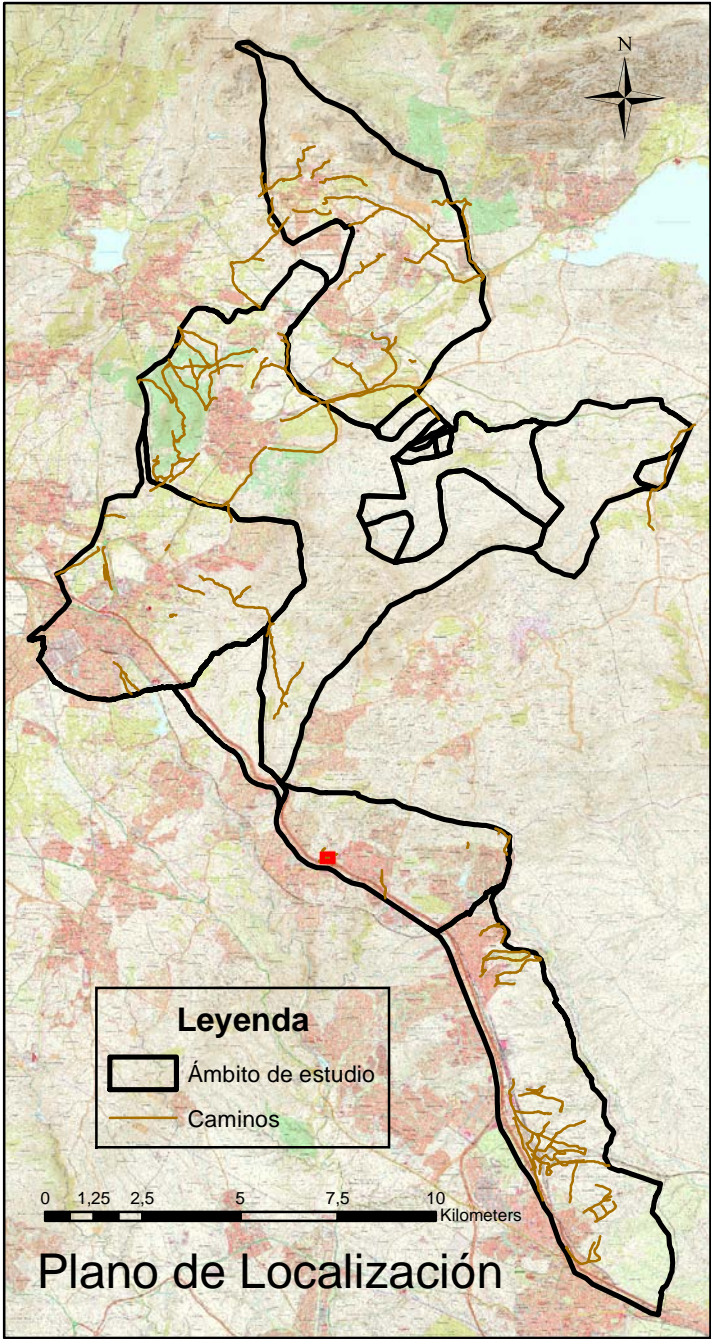 N
Leyenda
Ámbito de estudio
Caminos
0 1,25 2,5 5 7,5 10
Kilometers
Plano de Localización